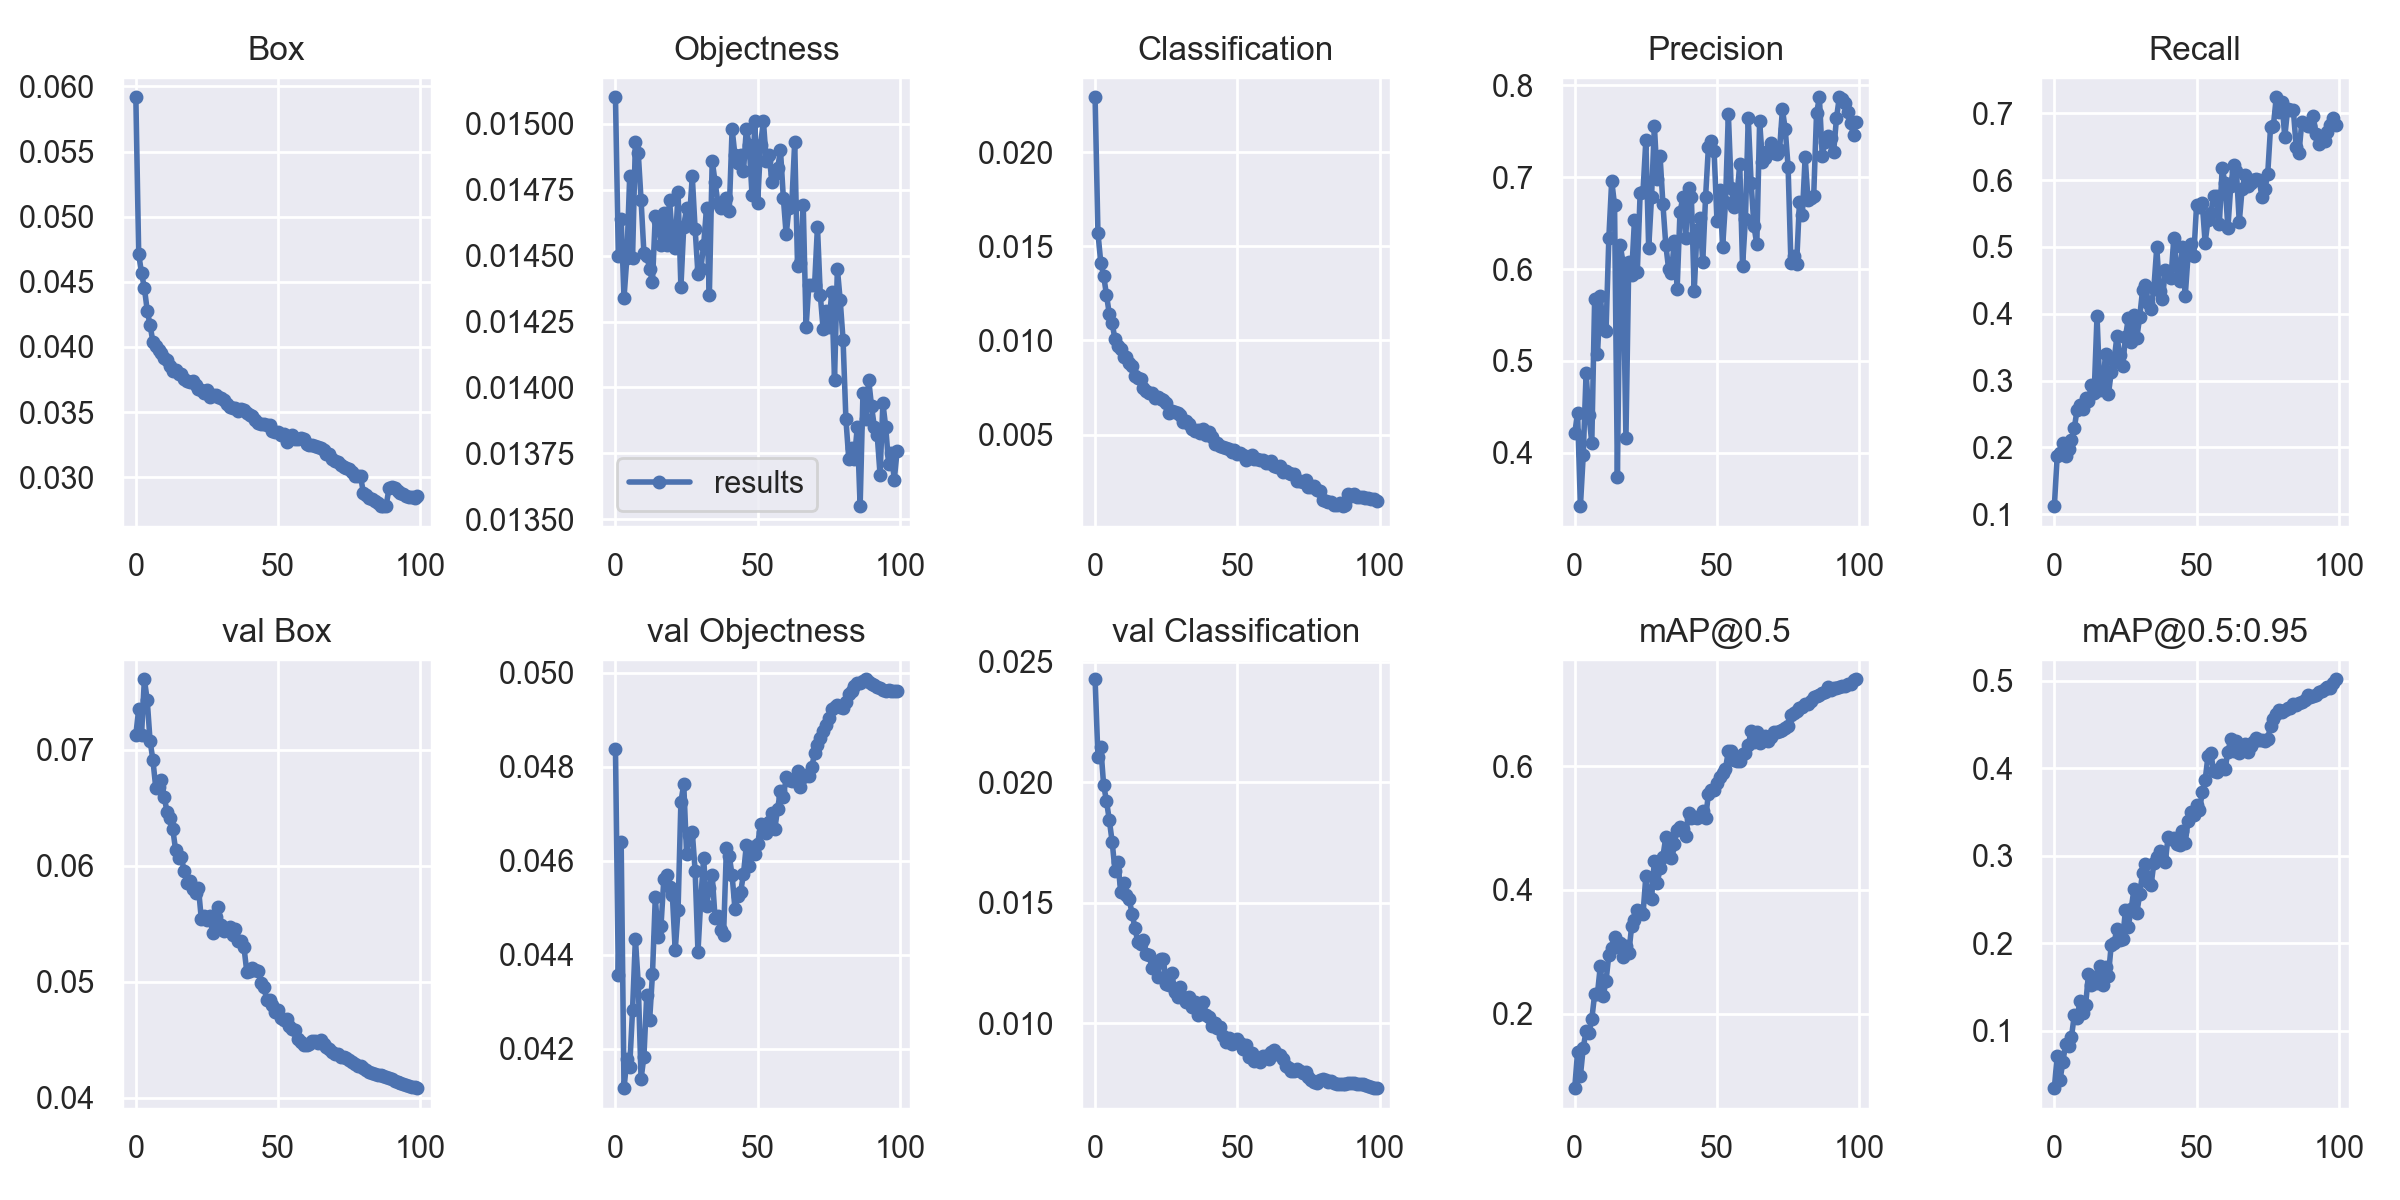 Box
0.060
0.055
0.050
0.045
0.040
0.035
0.030
0 50 100
Objectness
0.01500
0.01475
0.01450
0.01425
0.01400
0.01375
0.01350
results
0 50 100
Classification
0.020
0.015
0.010
0.005
0 50 100
Precision
0.8
0.7
0.6
0.5
0.4
0 50 100
Recall
0.7
0.6
0.5
0.4
0.3
0.2
0.1
0 50 100
val Box
0.07
0.06
0.05
0.04
0 50 100
val Objectness
0.050
0.048
0.046
0.044
0.042
0 50 100
val Classification
0.025
0.020
0.015
0.010
0 50 100
mAP@0.5
0.6
0.4
0.2
0 50 100
mAP@0.5:0.95
0.5
0.4
0.3
0.2
0.1
0 50 100